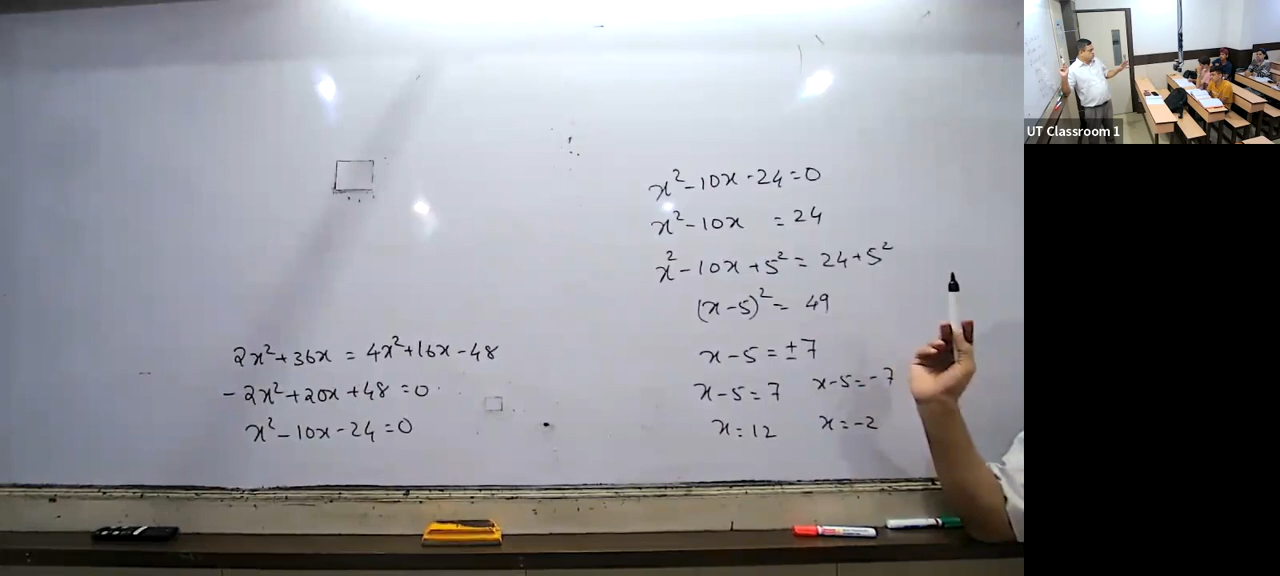 2x²+36x = 4x²+16x-48
-2x²+20x+48=0
x²-10x-24=0
x²-10x-24=0
x²-10x =24
x²-10x+5²=24+5²
(x-5)²=49
x-5=±7
x-5=7 x-5=-7
x=12 x=-2
UT Classroom 1